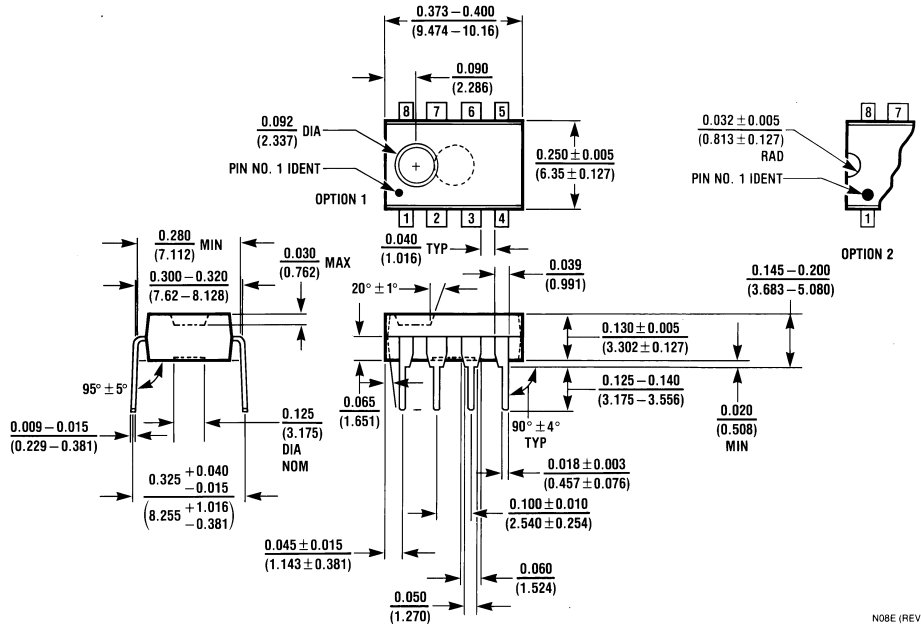 0.373–0.400
(9.474–10.16)
0.090
(2.286)
8 7 6 5
0.092 DIA
(2.337)
PIN NO. 1 IDENT
OPTION 1
+
0.250 ± 0.005
(6.35 ± 0.127)
1 2 3 4
0.032 ± 0.005
(0.813 ± 0.127)
RAD
PIN NO. 1 IDENT
8 7
1
OPTION 2
0.280 MIN
(7.112)
0.300–0.320
(7.62–8.128)
0.030 MAX
(0.762)
0.040 TYP
(1.016)
0.039
(0.991)
20° ± 1°
0.145–0.200
(3.683–5.080)
0.130 ± 0.005
(3.302 ± 0.127)
0.125–0.140
(3.175–3.556)
0.020
(0.508)
MIN
95° ± 5°
0.065
(1.651)
90° ± 4°
TYP
0.009–0.015
(0.229–0.381)
0.125
(3.175)
DIA
NOM
0.018 ± 0.003
(0.457 ± 0.076)
0.325 +0.040
-0.015
(8.255 +1.016
-0.381)
0.100 ± 0.010
(2.540 ± 0.254)
0.045 ± 0.015
(1.143 ± 0.381)
0.060
(1.524)
0.050
(1.270)
N08E (REV